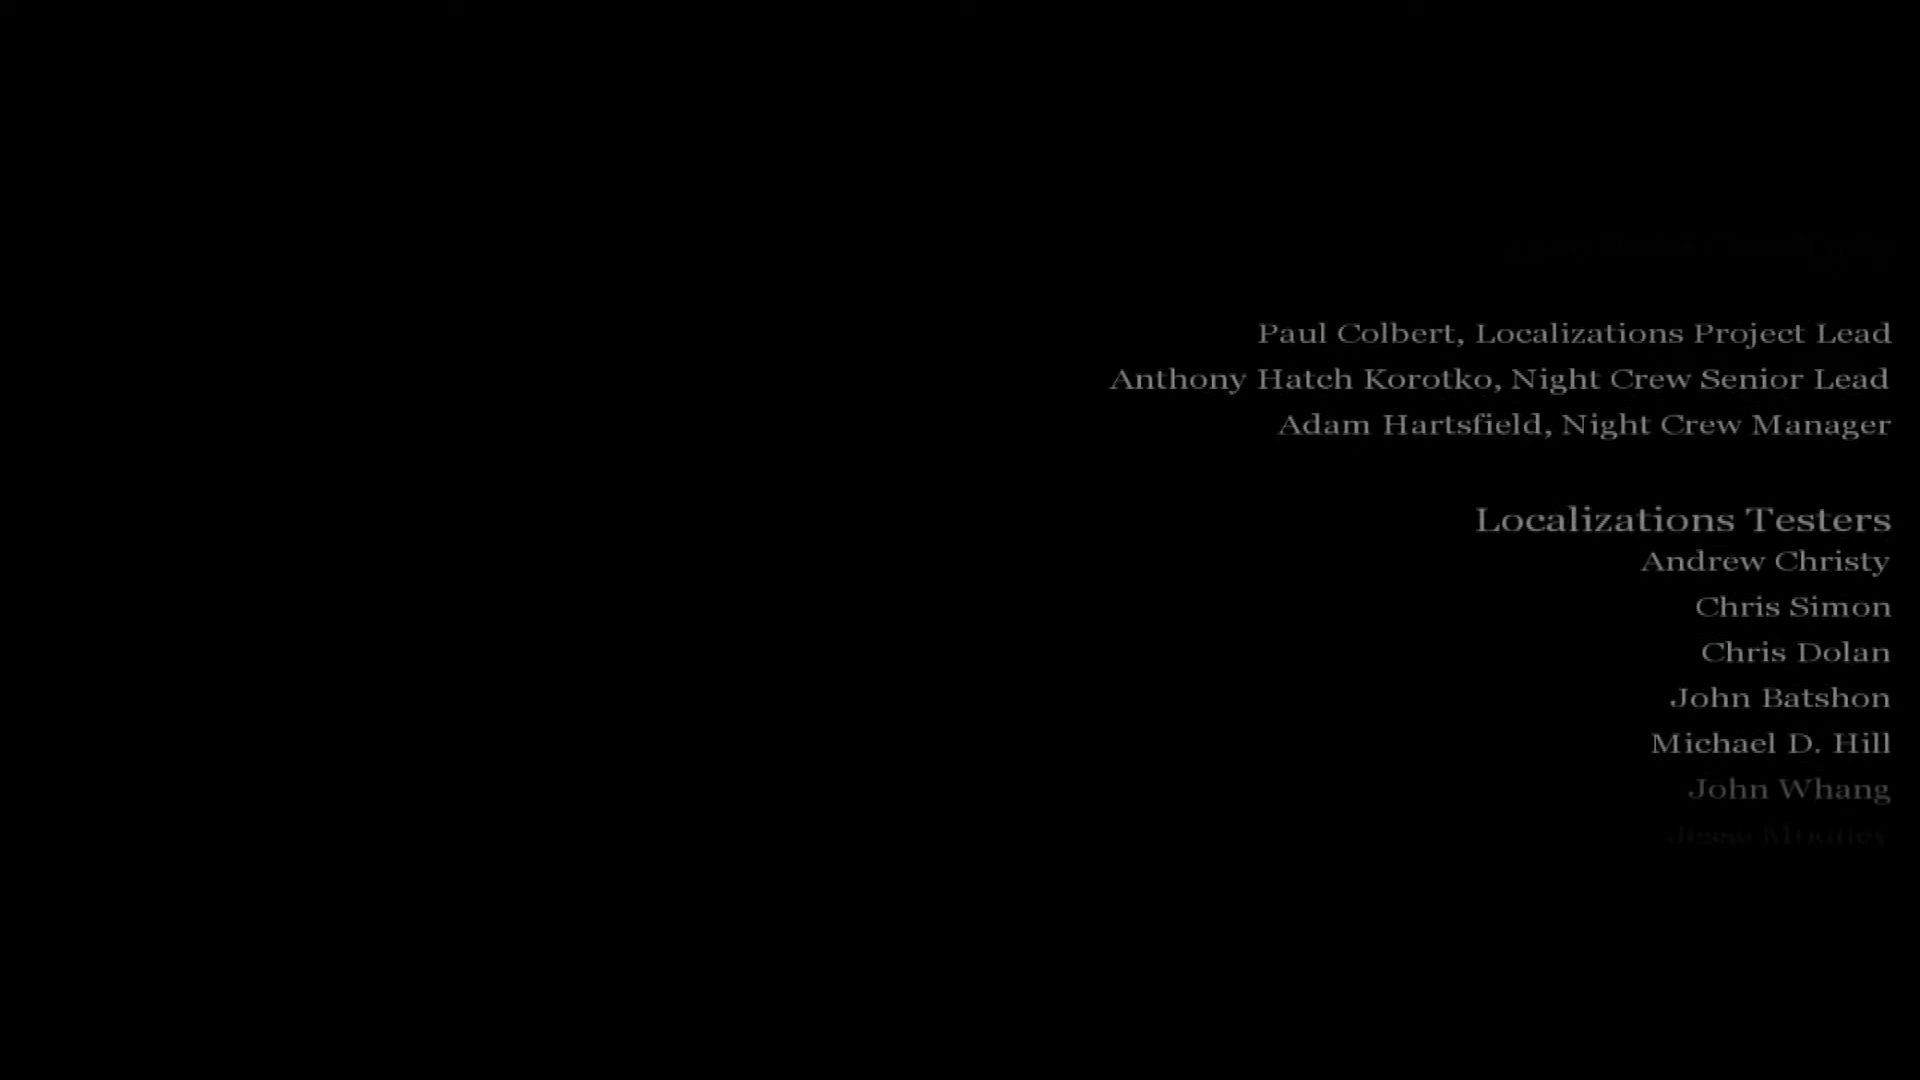 Paul Colbert, Localizations Project Lead
Anthony Hatch Korotko, Night Crew Senior Lead
Adam Hartsfield, Night Crew Manager
Localizations Testers
Andrew Christy
Chris Simon
Chris Dolan
John Batshon
Michael D. Hill
John Whang